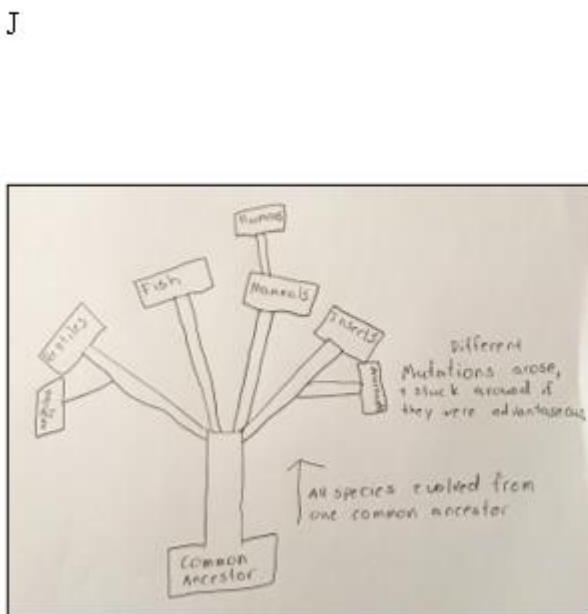 J
Humans
Fish
Mammals
Reptiles
Insects
Different
Mutations arose,
& stuck around if
they were advantageous
All species evolved from
one common ancestor
Common
Ancestor